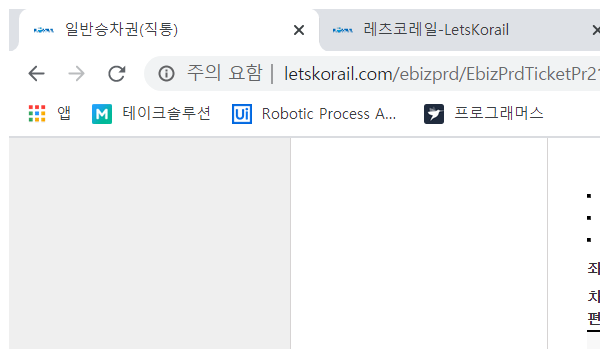 일반승차권(직통)
레츠코레일-LetsKorail
주의 요함 | letskorail.com/ebizprd/EbizPrdTicketPr21
앱 테이크솔루션 Ui Robotic Process A... 프로그래머스
좌
차
편